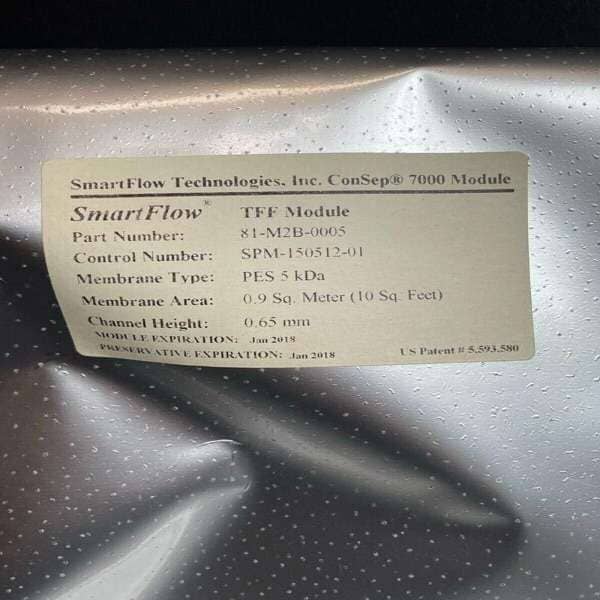 SmartFlow Technologies, Inc. ConSep® 7000 Module
SmartFlow® TFF Module
Part Number: 81-M2B-0005
Control Number: SPM-150512-01
Membrane Type: PES 5 kDa
Membrane Area: 0.9 Sq. Meter (10 Sq. Feet)
Channel Height: 0.65 mm
MODULE EXPIRATION: Jan 2018
PRESERVATIVE EXPIRATION: Jan 2018
US Patent # 5,593,580